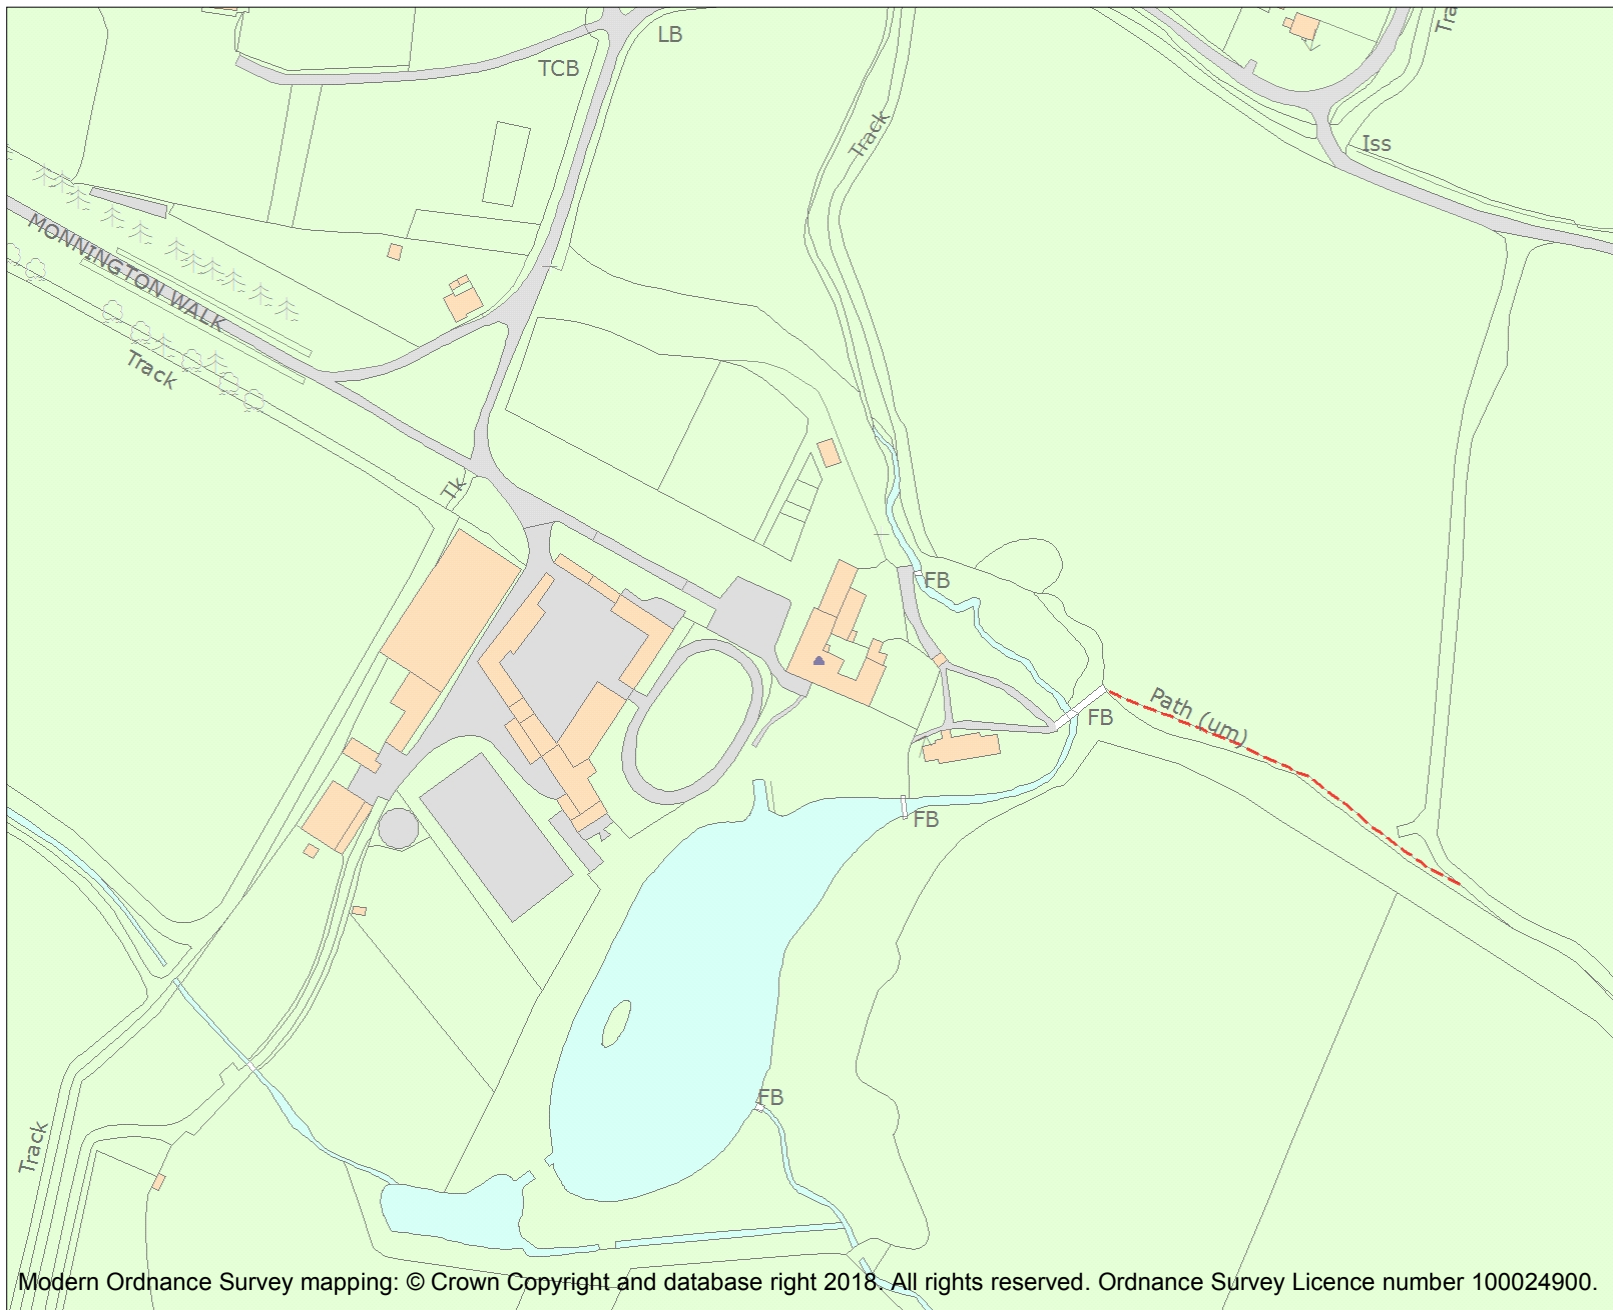 LB
Tra
TCB
Track
Iss
MONNINGTON WALK
Track
Tk
FB
Path (um)
FB
FB
FB
Track
Modern Ordnance Survey mapping: © Crown Copyright and database right 2018. All rights reserved. Ordnance Survey Licence number 100024900.